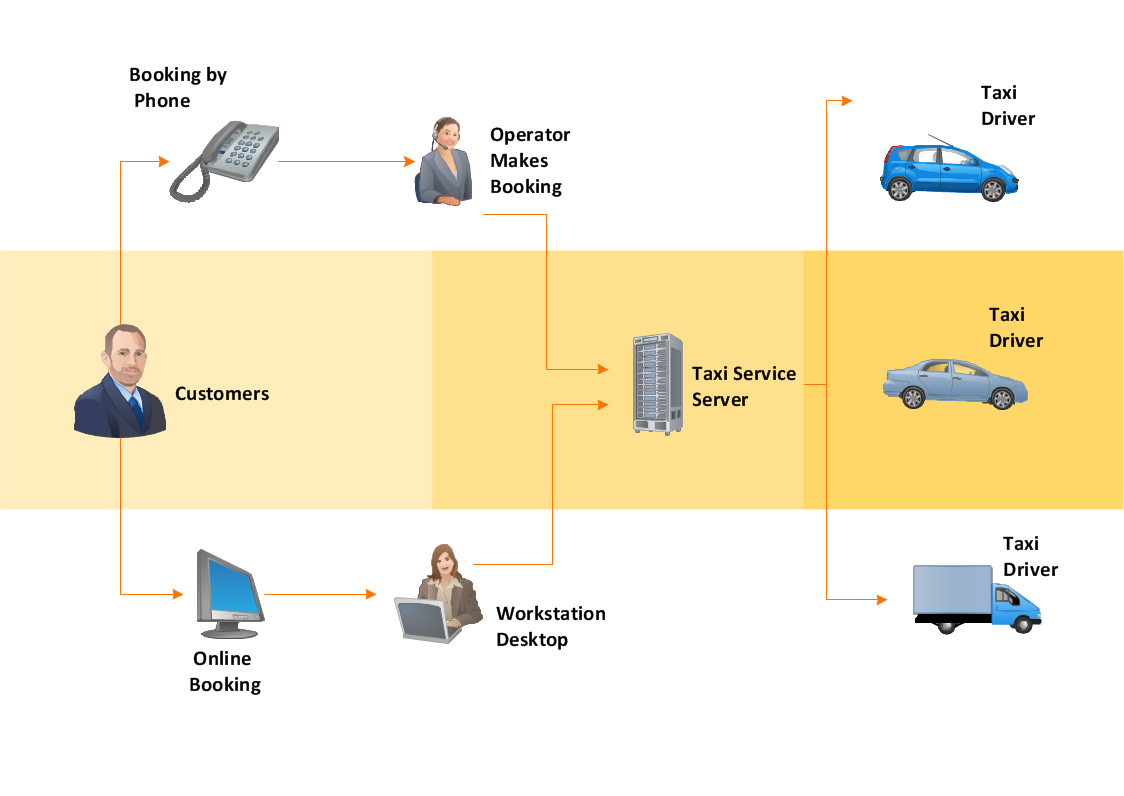 Booking by
Phone
Operator
Makes
Booking
Taxi
Driver
Customers
Taxi Service
Server
Taxi
Driver
Online
Booking
Workstation
Desktop
Taxi
Driver